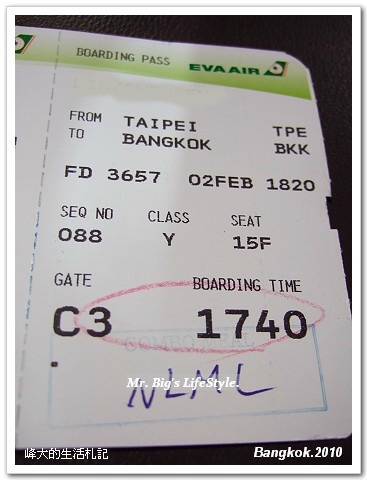 BOARDING PASS EVA AIR
FROM TAIPEI TPE
TO BANGKOK BKK
FD 3657 02FEB 1820
SEQ NO CLASS SEAT
088 Y 15F
GATE BOARDING TIME
C3 1740
COMBO MEAL
Mr. Big's LifeStyle.
NLML
峰大的生活札記
Bangkok.2010